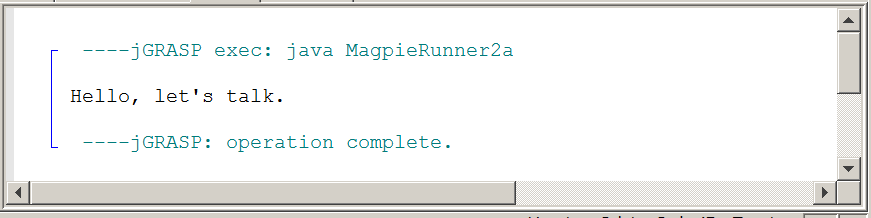 ----jGRASP exec: java MagpieRunner2a
Hello, let's talk.
----jGRASP: operation complete.